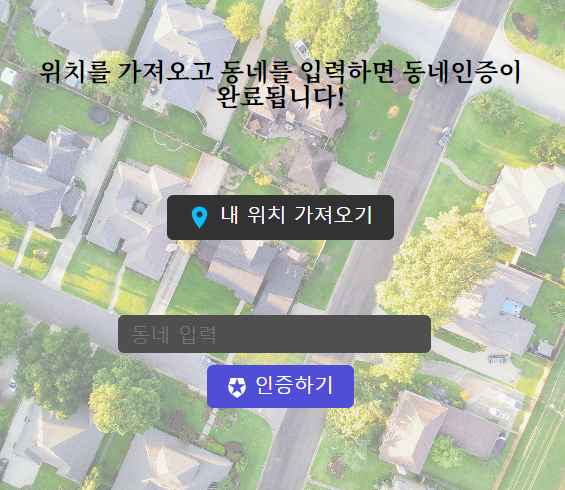 위치를 가져오고 동네를 입력하면 동네인증이
완료됩니다!
내 위치 가져오기
동네 입력
인증하기